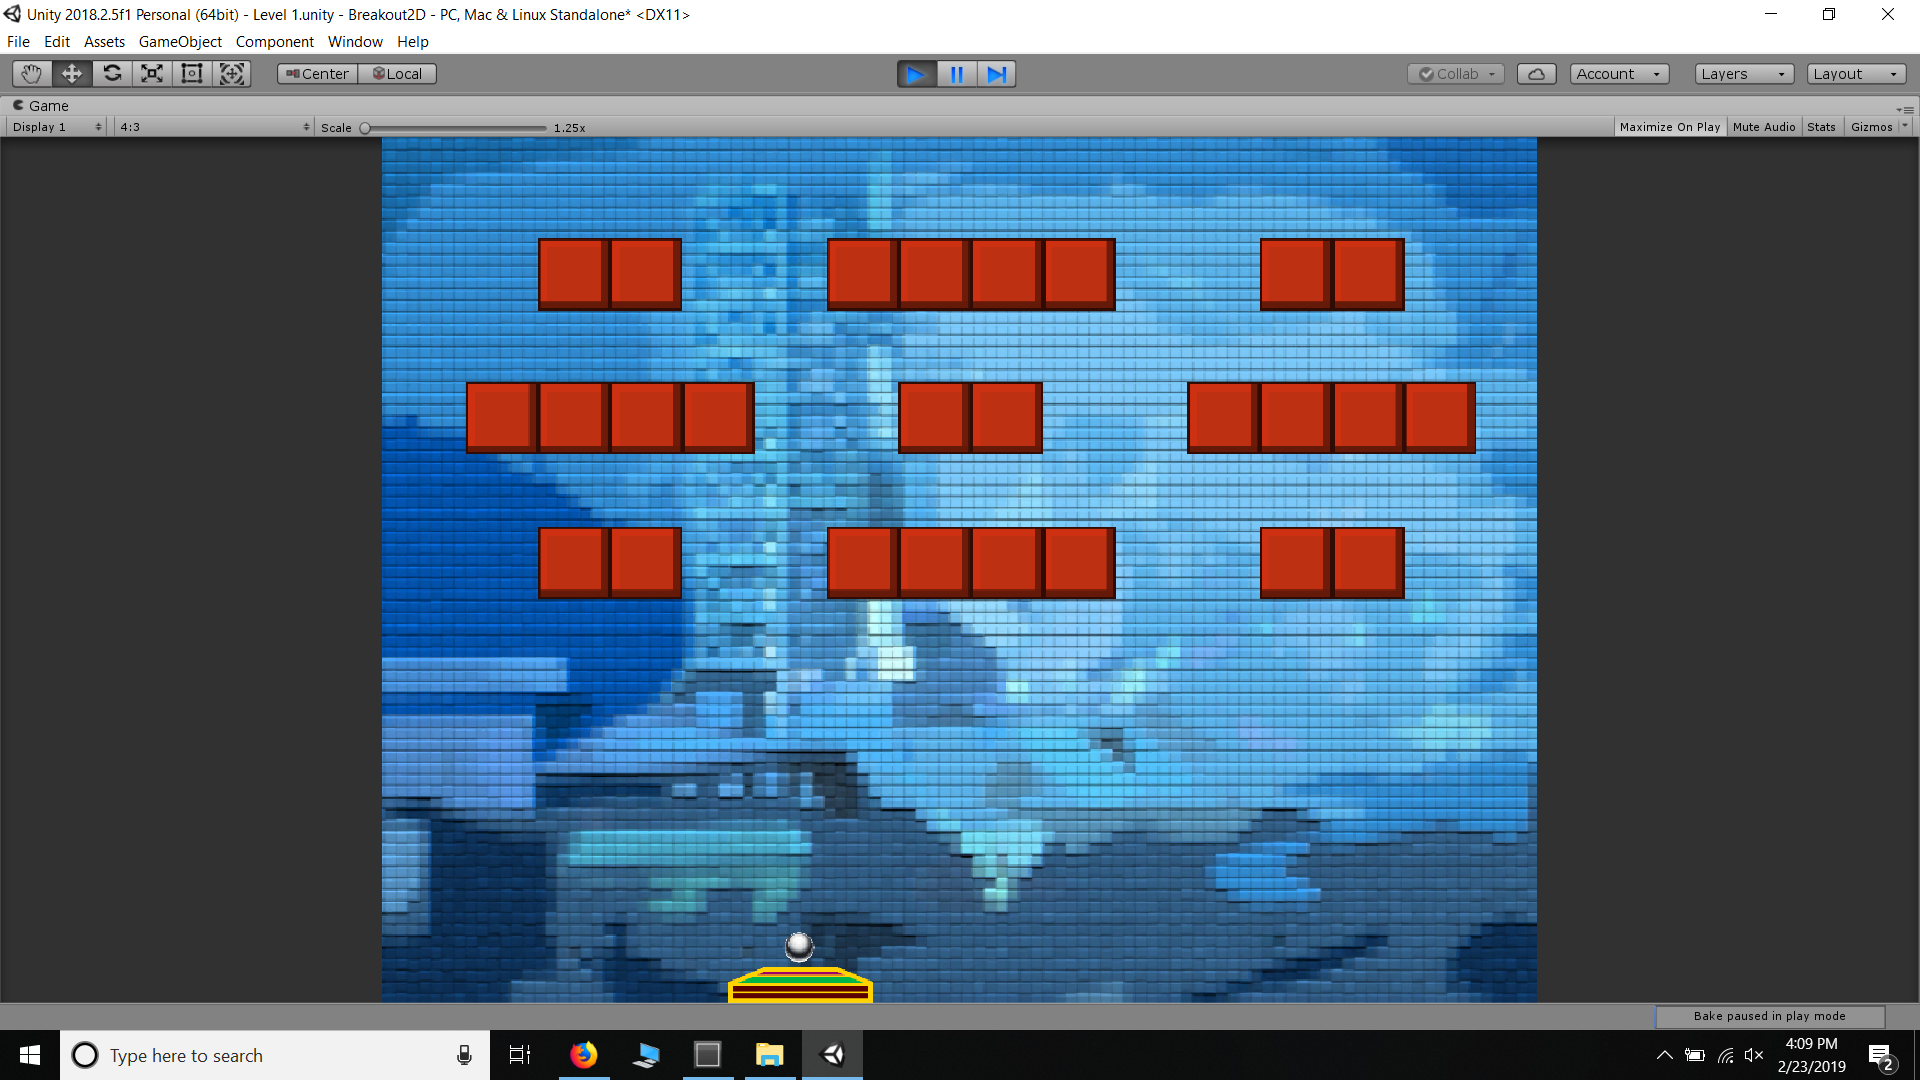 Unity 2018.2.5f1 Personal (64bit) - Level 1.unity - Breakout2D - PC, Mac & Linux Standalone* <DX11>
File Edit Assets GameObject Component Window Help
Center Local Collab Account Layers Layout
Game
Display 1 4:3 Scale 1.25x Maximize On Play Mute Audio Stats Gizmos
Bake paused in play mode
Type here to search
4:09 PM
2/23/2019
2